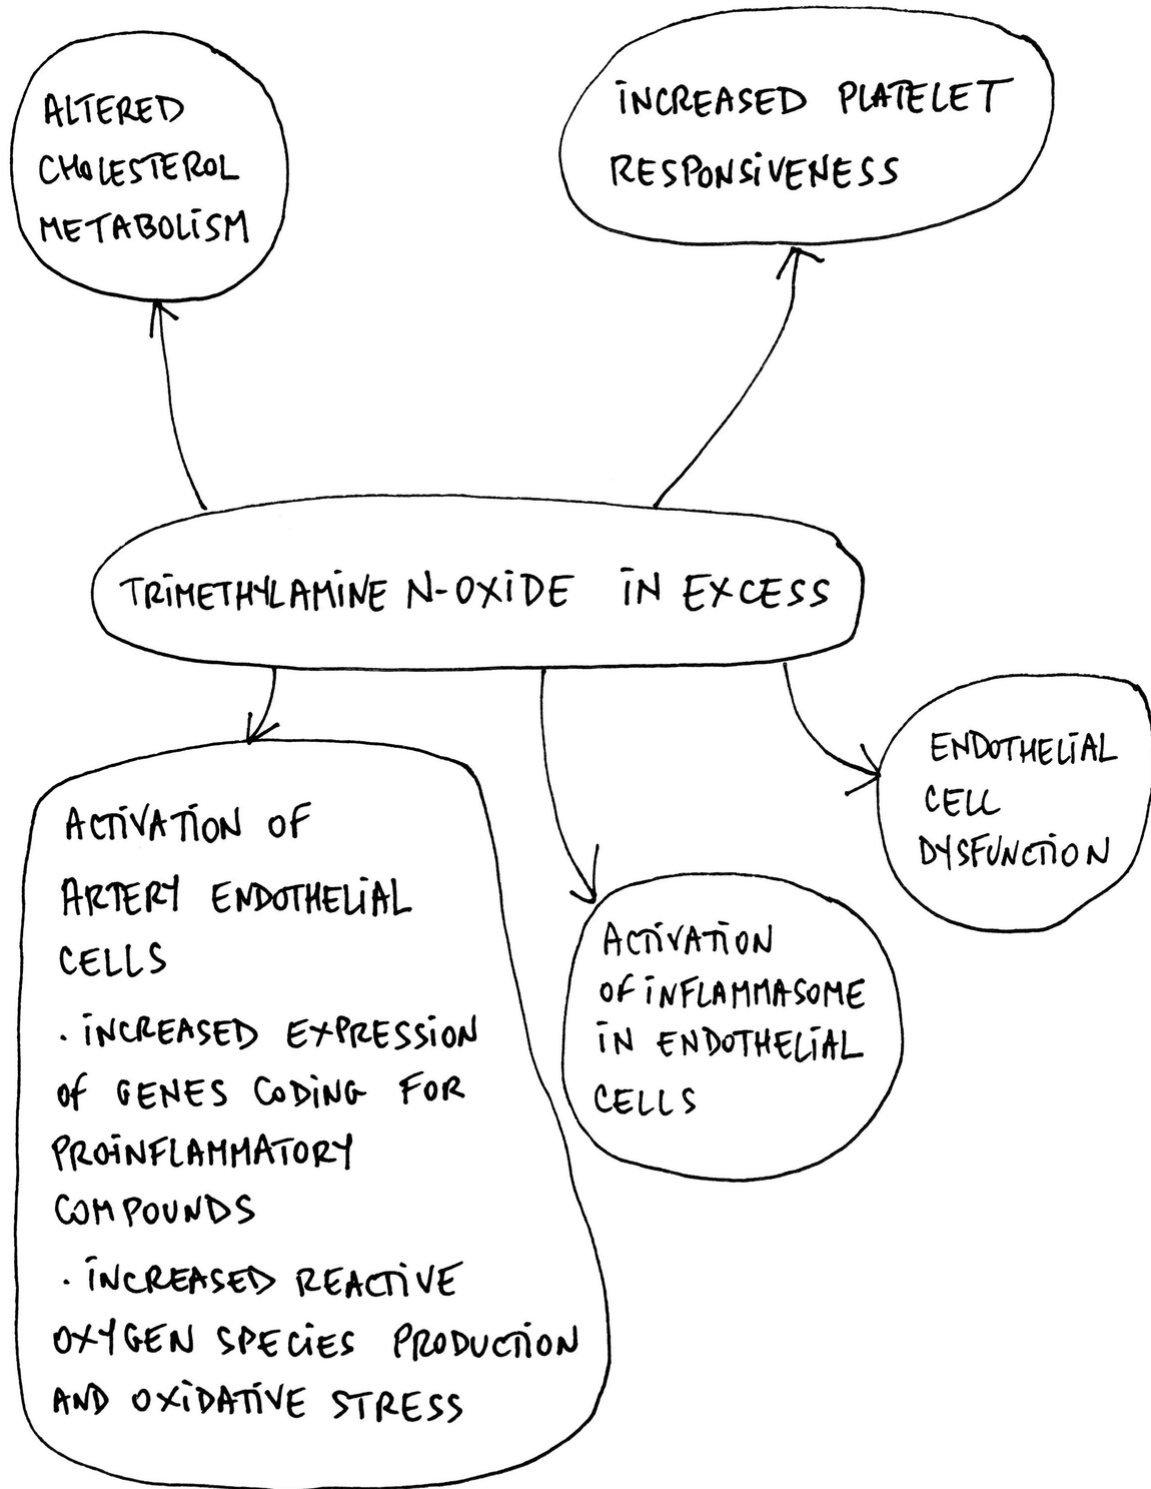 ALTERED
CHOLESTEROL
METABOLISM
INCREASED PLATELET
RESPONSIVENESS
TRIMETHYLAMINE N-OXIDE IN EXCESS
ACTIVATION OF
ARTERY ENDOTHELIAL
CELLS
. INCREASED EXPRESSION
OF GENES CODING FOR
PROINFLAMMATORY
COMPOUNDS
. INCREASED REACTIVE
OXYGEN SPECIES PRODUCTION
AND OXIDATIVE STRESS
ACTIVATION
OF INFLAMMASOME
IN ENDOTHELIAL
CELLS
ENDOTHELIAL
CELL
DYSFUNCTION